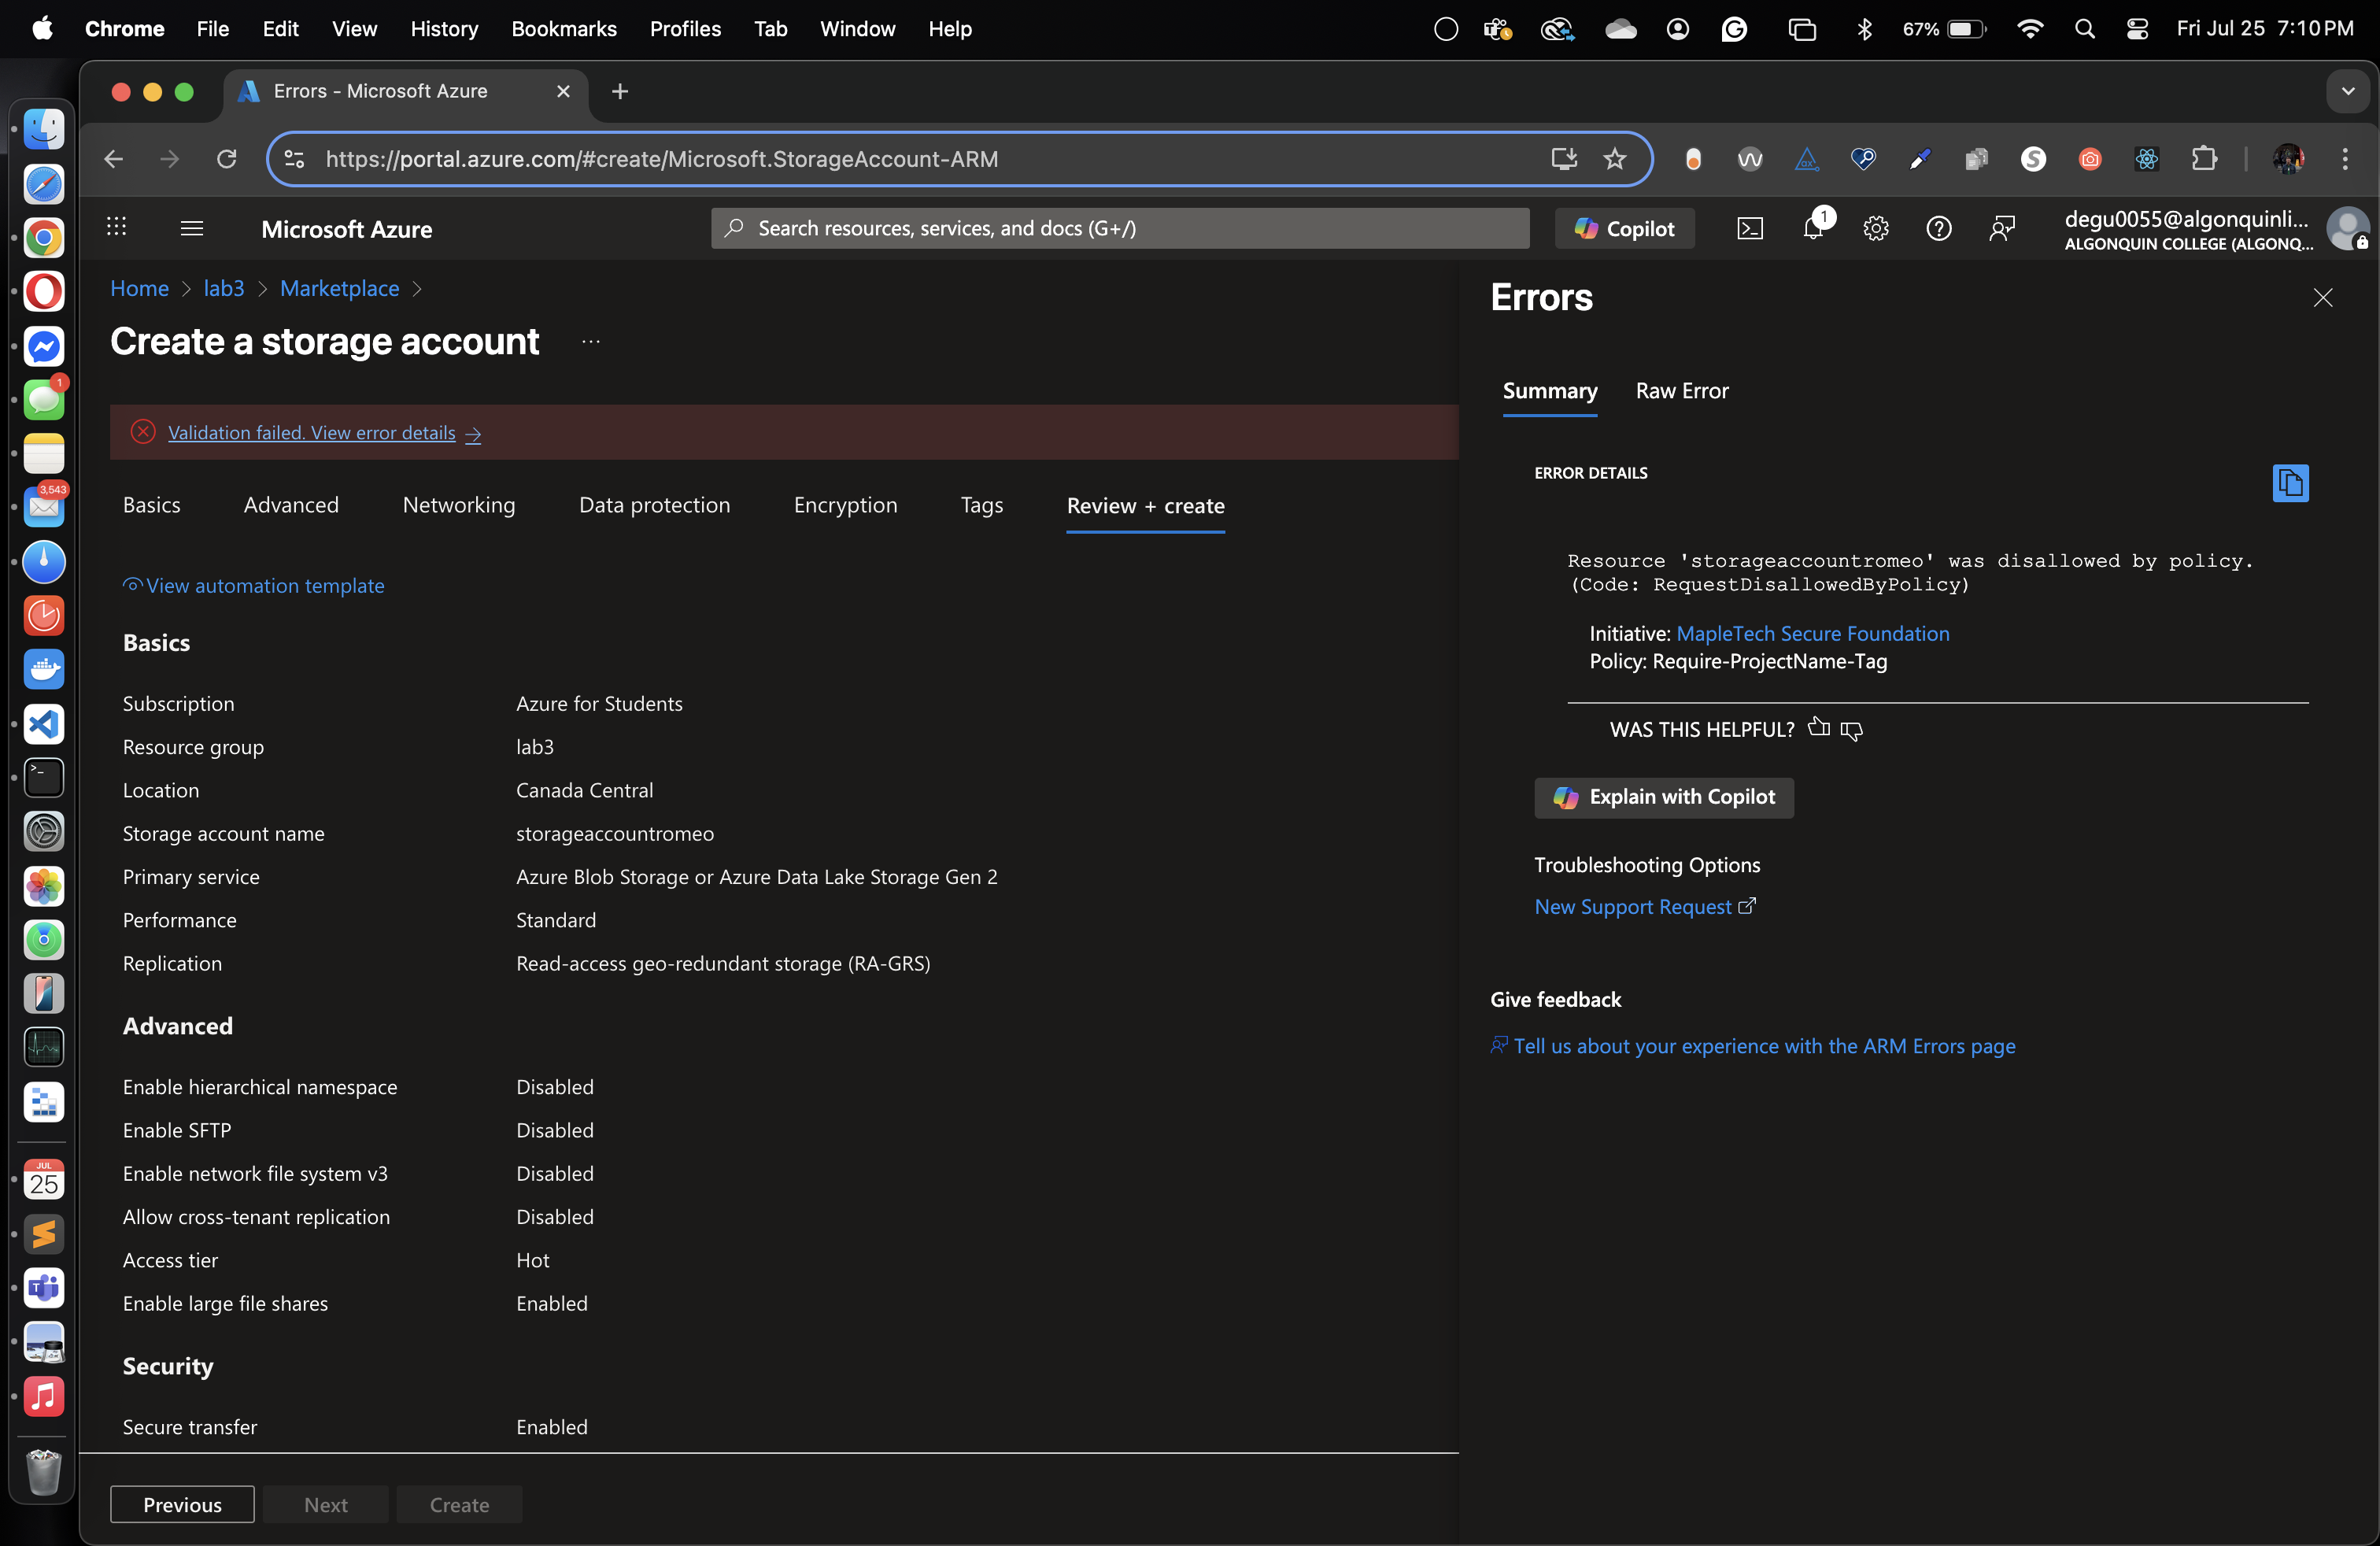 Chrome File Edit View History Bookmarks Profiles Tab Window Help 67% Fri Jul 25 7:10 PM
Errors - Microsoft Azure
https://portal.azure.com/#create/Microsoft.StorageAccount-ARM
Microsoft Azure
Search resources, services, and docs (G+/)
Copilot
1
degu0055@algonquinli...
ALGONQUIN COLLEGE (ALGONQ...
Home > lab3 > Marketplace >
Create a storage account ...
Validation failed. View error details →
Basics Advanced Networking Data protection Encryption Tags Review + create
View automation template
Basics
Subscription Azure for Students
Resource group lab3
Location Canada Central
Storage account name storageaccountromeo
Primary service Azure Blob Storage or Azure Data Lake Storage Gen 2
Performance Standard
Replication Read-access geo-redundant storage (RA-GRS)
Advanced
Enable hierarchical namespace Disabled
Enable SFTP Disabled
Enable network file system v3 Disabled
Allow cross-tenant replication Disabled
Access tier Hot
Enable large file shares Enabled
Security
Secure transfer Enabled
Previous Next Create
Errors
Summary Raw Error
ERROR DETAILS
Resource 'storageaccountromeo' was disallowed by policy.
(Code: RequestDisallowedByPolicy)
Initiative: MapleTech Secure Foundation
Policy: Require-ProjectName-Tag
WAS THIS HELPFUL?
Explain with Copilot
Troubleshooting Options
New Support Request
Give feedback
Tell us about your experience with the ARM Errors page
1
3,543
JUL
25